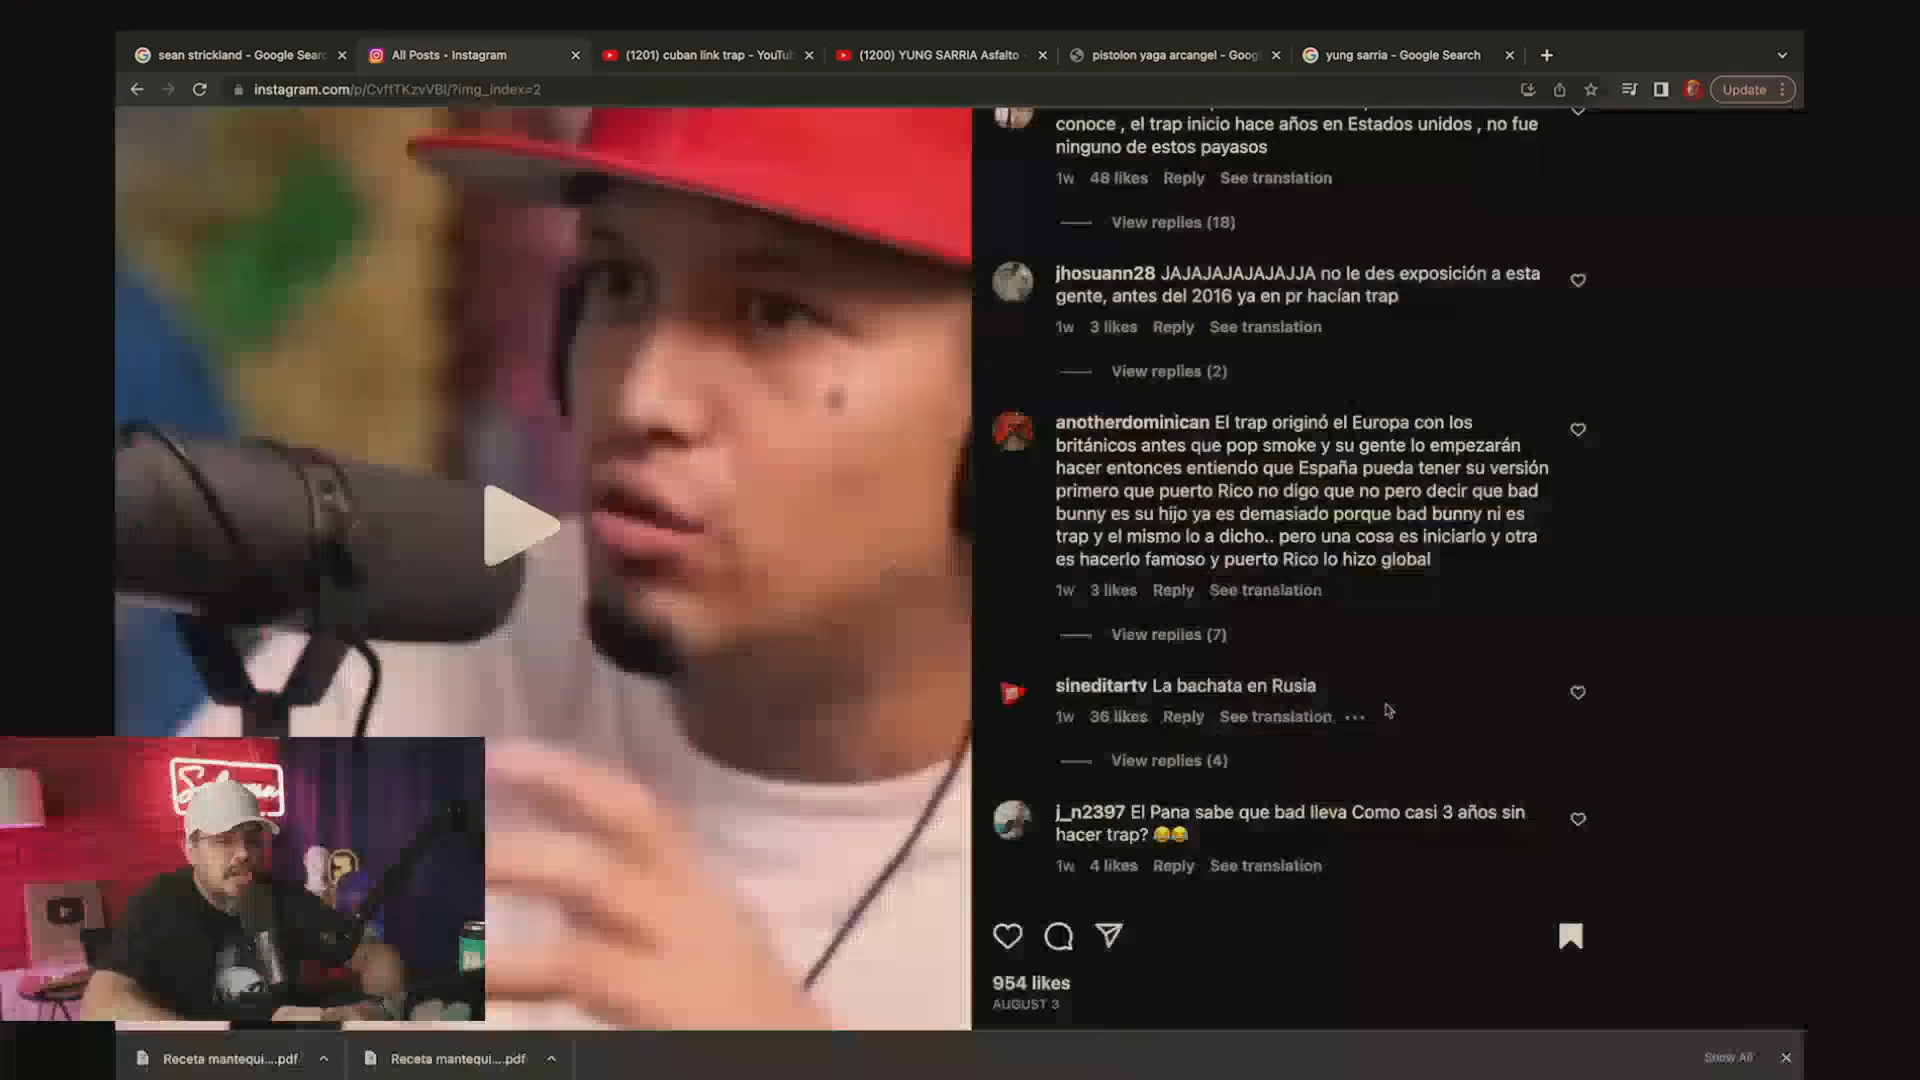 sean strickland - Google Searc
All Posts • Instagram
(1201) cuban link trap - YouTub
(1200) YUNG SARRIA Asfalto -
pistolon yaga arcangel - Goog
yung sarria - Google Search
instagram.com/p/CvftTKzvVBI/?img_index=2
Update
conoce , el trap inicio hace años en Estados unidos , no fue
ninguno de estos payasos
1w 48 likes Reply See translation
View replies (18)
jhosuann28 JAJAJAJAJAJAJJA no le des exposición a esta
gente, antes del 2016 ya en pr hacían trap
1w 3 likes Reply See translation
View replies (2)
anotherdominican El trap originó el Europa con los
británicos antes que pop smoke y su gente lo empezarán
hacer entonces entiendo que España pueda tener su versión
primero que puerto Rico no digo que no pero decir que bad
bunny es su hijo ya es demasiado porque bad bunny ni es
trap y el mismo lo a dicho.. pero una cosa es iniciarlo y otra
es hacerlo famoso y puerto Rico lo hizo global
1w 3 likes Reply See translation
View replies (7)
sineditartv La bachata en Rusia
1w 36 likes Reply See translation ...
View replies (4)
j_n2397 El Pana sabe que bad lleva Como casi 3 años sin
hacer trap? 😂😂
1w 4 likes Reply See translation
954 likes
AUGUST 3
Receta mantequi....pdf
Receta mantequi....pdf
Show All